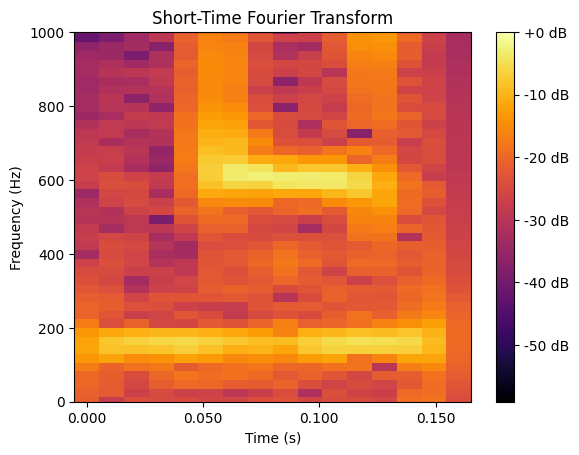 Short-Time Fourier Transform
1000
800
600
400
200
0
Frequency (Hz)
0.000
0.050
0.100
0.150
Time (s)
+0 dB
-10 dB
-20 dB
-30 dB
-40 dB
-50 dB